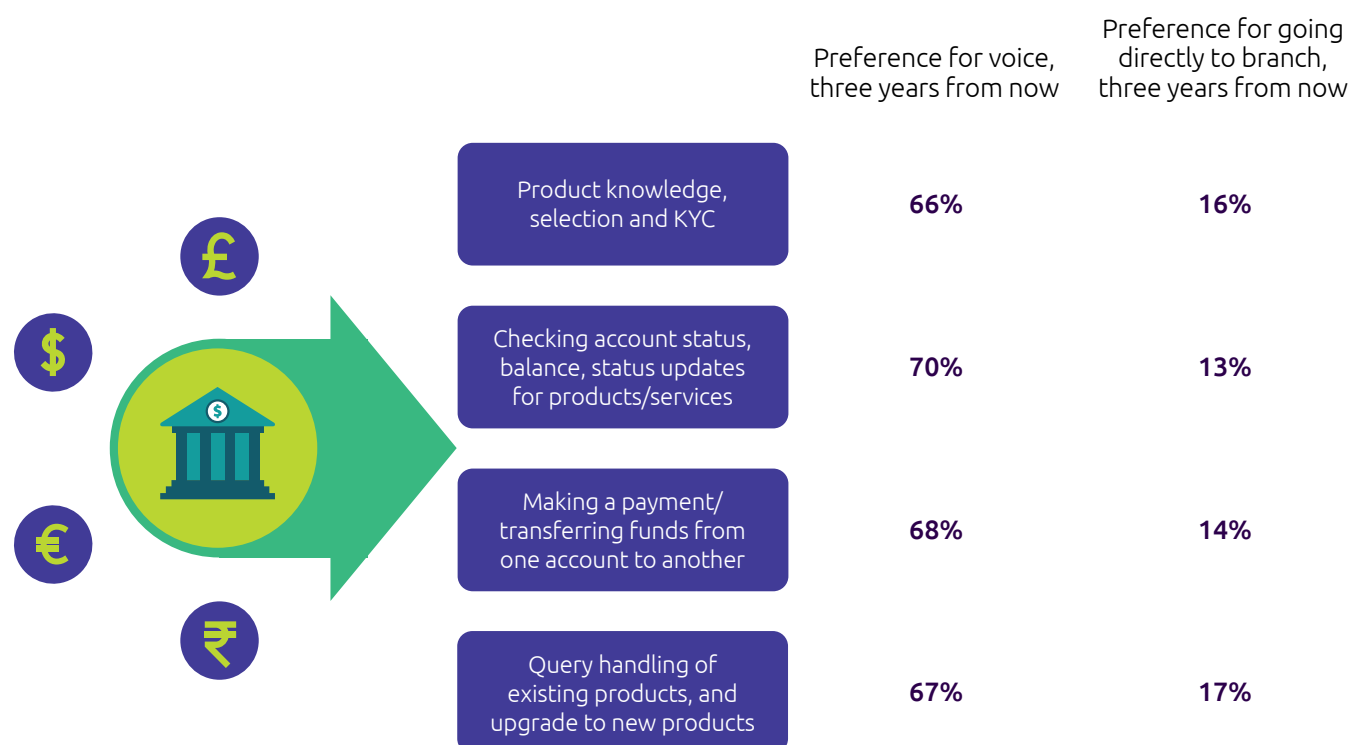 Preference for voice,
three years from now
Preference for going
directly to branch,
three years from now
Product knowledge,
selection and KYC
66%
16%
£
$
Checking account status,
balance, status updates
for products/services
70%
13%
$
€
Making a payment/
transferring funds from
one account to another
68%
14%
₹
Query handling of
existing products, and
upgrade to new products
67%
17%